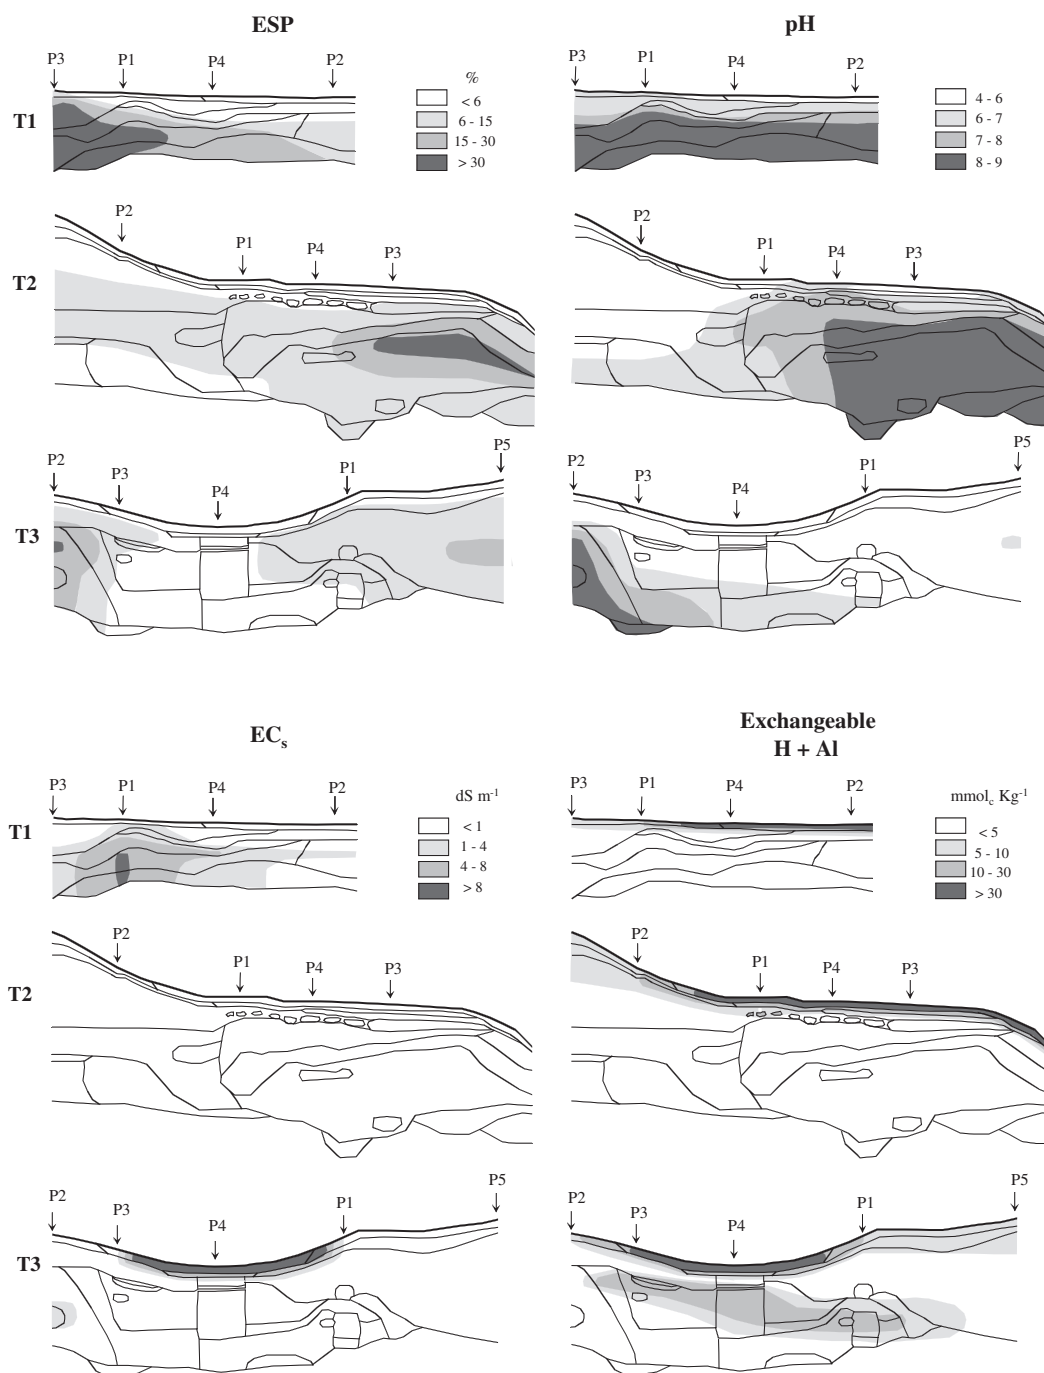 ESP
pH
P3 P1 P4 P2
P3 P1 P4 P2
T1
%
< 6
6 - 15
15 - 30
> 30
4 - 6
6 - 7
7 - 8
8 - 9
T2
P2 P1 P4 P3
P2 P1 P4 P3
T3
P2 P3 P4 P1 P5
P2 P3 P4 P1 P5
ECs
Exchangeable
H + Al
P3 P1 P4 P2
P3 P1 P4 P2
T1
dS m-1
< 1
1 - 4
4 - 8
> 8
mmolc Kg-1
< 5
5 - 10
10 - 30
> 30
T2
P2 P1 P4 P3
P2 P1 P4 P3
T3
P2 P3 P4 P1 P5
P2 P3 P4 P1 P5